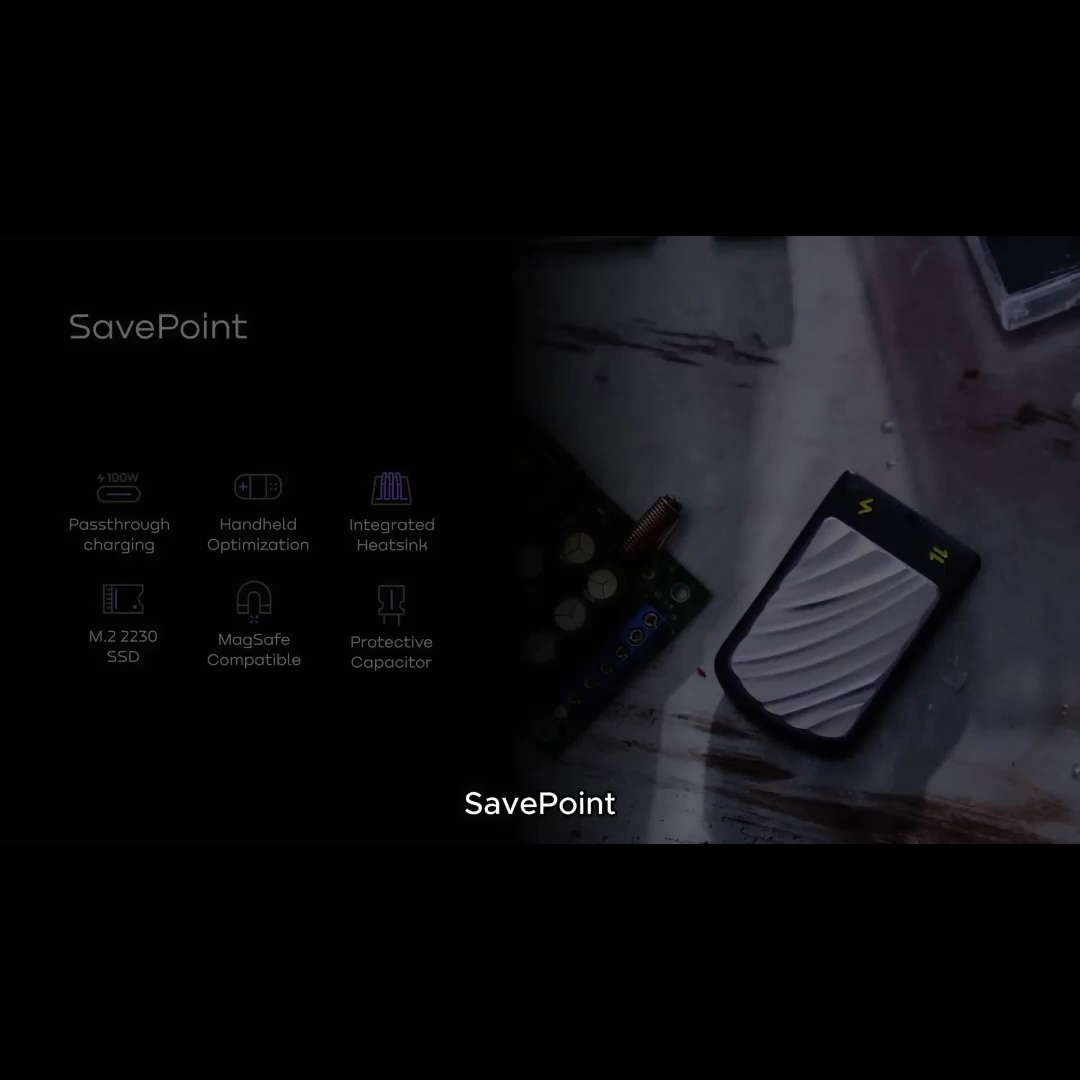 SavePoint
100W
Passthrough
charging
Handheld
Optimization
Integrated
Heatsink
M.2 2230
SSD
MagSafe
Compatible
Protective
Capacitor
SavePoint